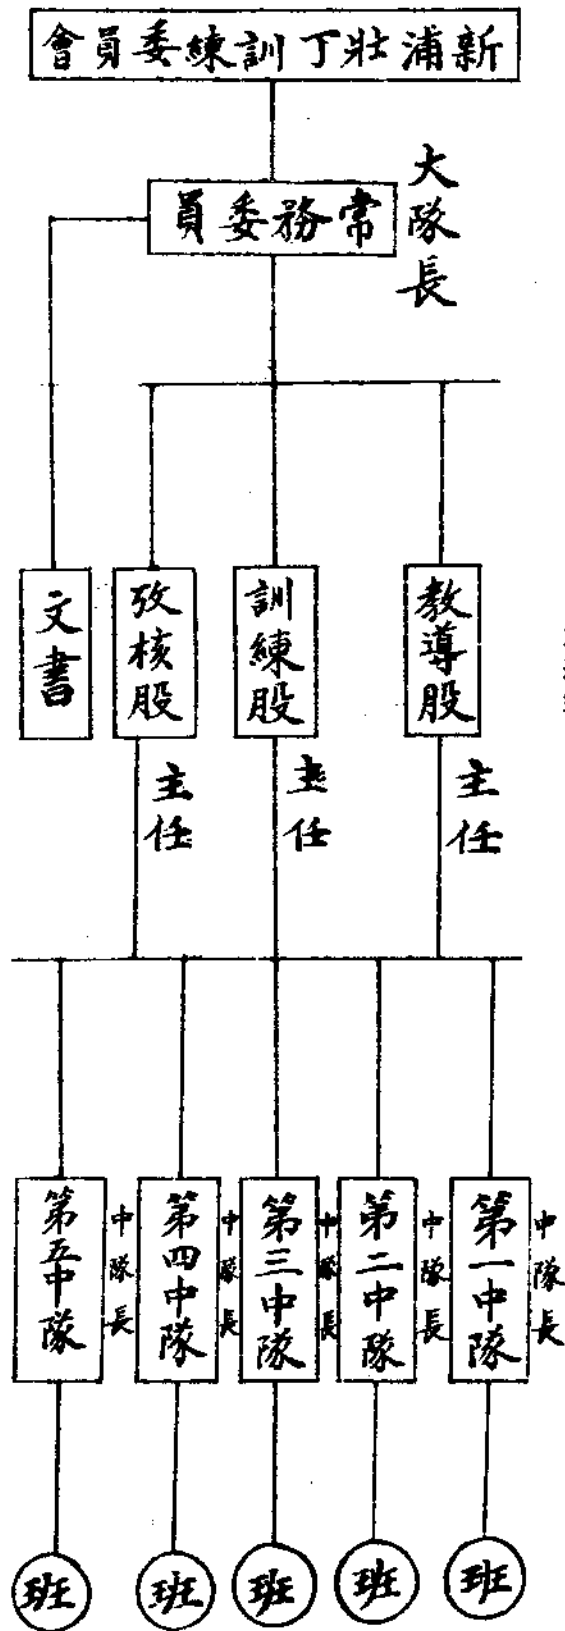 新浦壯丁訓練委員會
常務委員
大隊長
教導股
主任
訓練股
主任
攷核股
主任
文書
第一中隊
中隊長
第二中隊
中隊長
第三中隊
中隊長
第四中隊
中隊長
第五中隊
中隊長
班
班
班
班
班